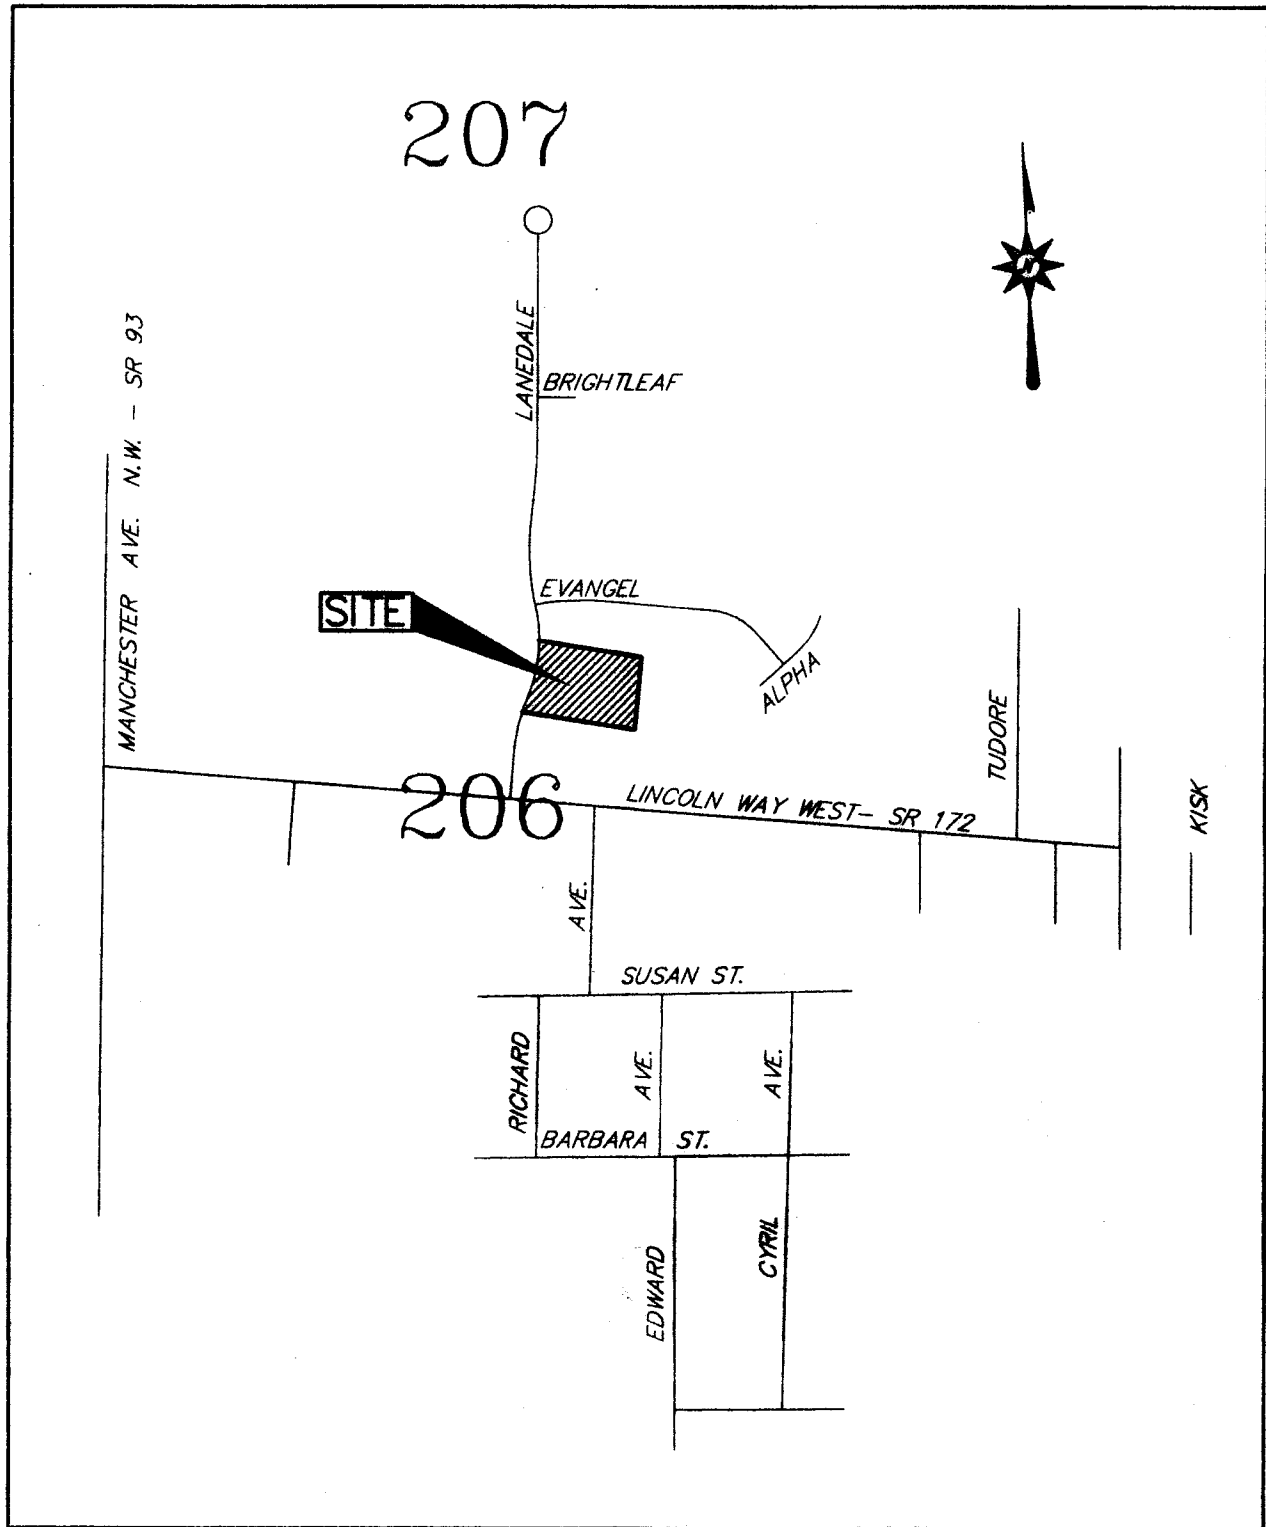 207
N
MANCHESTER AVE. N.W. - SR 93
LANEDALE
BRIGHTLEAF
EVANGEL
SITE
ALPHA
TUDORE
206
LINCOLN WAY WEST- SR 172
KISK
AVE.
SUSAN ST.
RICHARD
AVE.
AVE.
BARBARA ST.
EDWARD
CYRIL